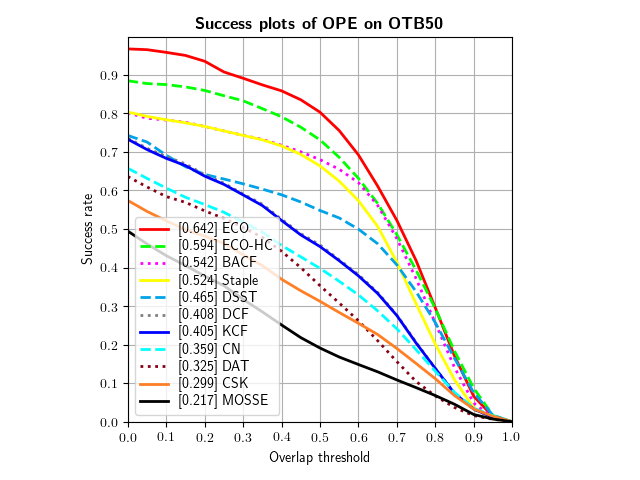 Success plots of OPE on OTB50
Success rate
0.9
0.8
0.7
0.6
0.5
0.4
0.3
0.2
0.1
0.0
[0.642] ECO
[0.594] ECO-HC
[0.542] BACF
[0.524] Staple
[0.465] DSST
[0.408] DCF
[0.405] KCF
[0.359] CN
[0.325] DAT
[0.299] CSK
[0.217] MOSSE
0.0 0.1 0.2 0.3 0.4 0.5 0.6 0.7 0.8 0.9 1.0
Overlap threshold